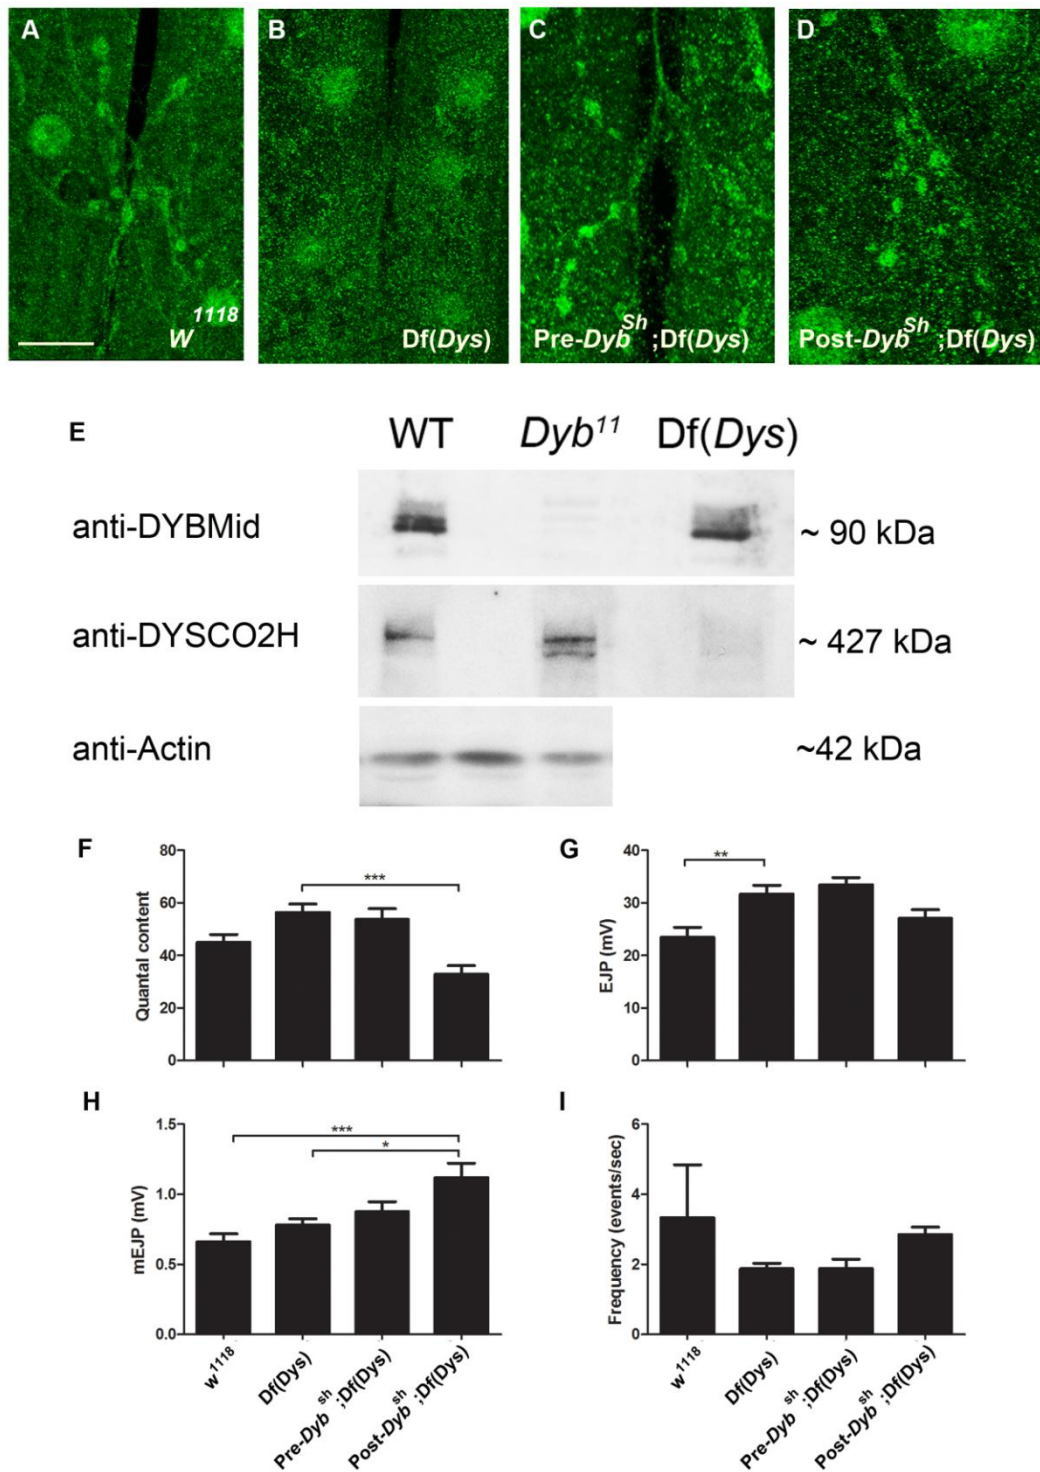 A
B
C
D
W1118
Df(Dys)
Pre-DybSh;Df(Dys)
Post-DybSh;Df(Dys)
E
WT Dyb11 Df(Dys)
anti-DYBMid
~ 90 kDa
anti-DYSCO2H
~ 427 kDa
anti-Actin
~42 kDa
F
80
60
40
20
0
Quantal content
***
G
40
30
20
10
0
EJP (mV)
**
H
1.5
1.0
0.5
0.0
mEJP (mV)
***
*
w1118
Df(Dys)
Pre-Dybsh;Df(Dys)
Post-Dybsh;Df(Dys)
I
6
4
2
0
Frequency (events/sec)
w1118
Df(Dys)
Pre-Dybsh;Df(Dys)
Post-Dybsh;Df(Dys)